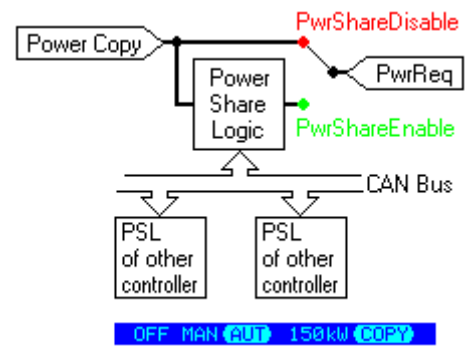 PwrShareDisable
Power Copy
PwrReq
Power
Share
Logic
PwrShareEnable
CAN Bus
PSL
of other
controller
PSL
of other
controller
OFF MAN AUT 150kW COPY